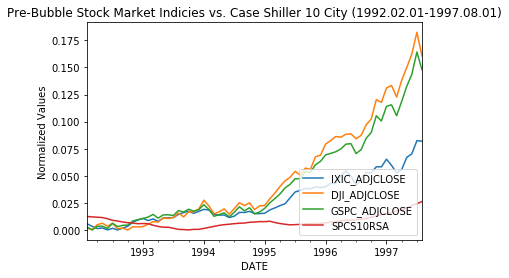 Pre-Bubble Stock Market Indicies vs. Case Shiller 10 City (1992.02.01-1997.08.01)
Normalized Values
0.175
0.150
0.125
0.100
0.075
0.050
0.025
0.000
IXIC_ADJCLOSE
DJI_ADJCLOSE
GSPC_ADJCLOSE
SPCS10RSA
1993 1994 1995 1996 1997
DATE